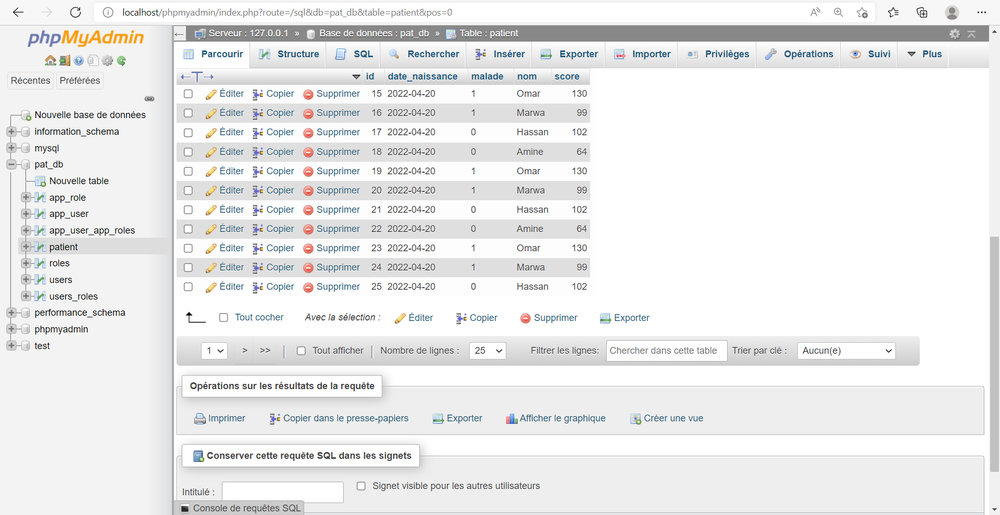 localhost/phpmyadmin/index.php?route=/sql&db=pat_db&table=patient&pos=0
phpMyAdmin
Récentes Préférées
Nouvelle base de données
information_schema
mysql
pat_db
Nouvelle table
app_role
app_user
app_user_app_roles
patient
roles
users
users_roles
performance_schema
phpmyadmin
test
Serveur : 127.0.0.1 » Base de données : pat_db » Table : patient
Parcourir Structure SQL Rechercher Insérer Exporter Importer Privilèges Opérations Suivi Plus
id date_naissance malade nom score
Éditer Copier Supprimer 15 2022-04-20 1 Omar 130
Éditer Copier Supprimer 16 2022-04-20 1 Marwa 99
Éditer Copier Supprimer 17 2022-04-20 0 Hassan 102
Éditer Copier Supprimer 18 2022-04-20 0 Amine 64
Éditer Copier Supprimer 19 2022-04-20 1 Omar 130
Éditer Copier Supprimer 20 2022-04-20 1 Marwa 99
Éditer Copier Supprimer 21 2022-04-20 0 Hassan 102
Éditer Copier Supprimer 22 2022-04-20 0 Amine 64
Éditer Copier Supprimer 23 2022-04-20 1 Omar 130
Éditer Copier Supprimer 24 2022-04-20 1 Marwa 99
Éditer Copier Supprimer 25 2022-04-20 0 Hassan 102
Tout cocher Avec la sélection : Éditer Copier Supprimer Exporter
1 > >> | Tout afficher | Nombre de lignes : 25 Filtrer les lignes: Chercher dans cette table Trier par clé : Aucun(e)
Opérations sur les résultats de la requête
Imprimer Copier dans le presse-papiers Exporter Afficher le graphique Créer une vue
Conserver cette requête SQL dans les signets
Intitulé : Signet visible pour les autres utilisateurs
Console de requêtes SQL